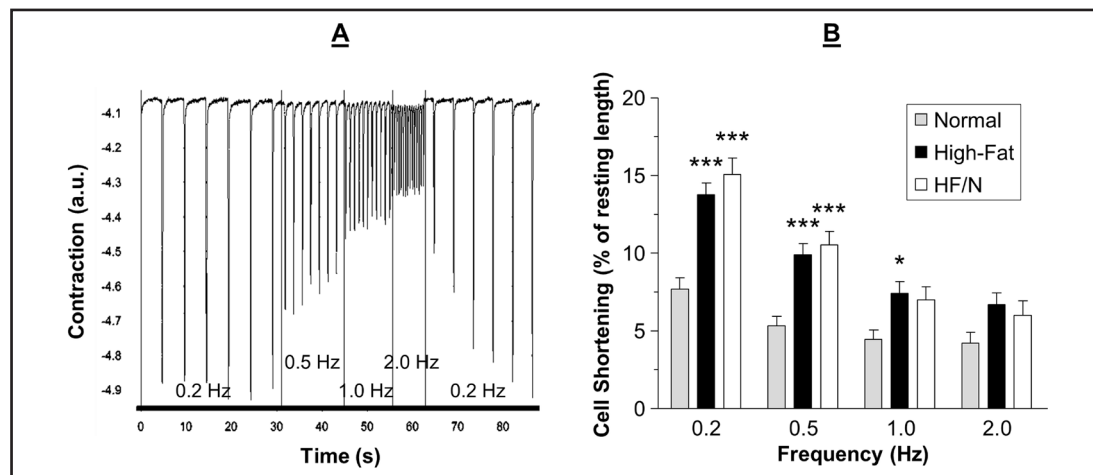 A
Contraction (a.u.)
-4.1
-4.2
-4.3
-4.4
-4.5
-4.6
-4.7
-4.8
-4.9
0.2 Hz
0.5 Hz
1.0 Hz
2.0 Hz
0.2 Hz
0 10 20 30 40 50 60 70 80
Time (s)
B
Cell Shortening (% of resting length)
20
15
10
5
0
Normal
High-Fat
HF/N
***
***
***
***
*
0.2 0.5 1.0 2.0
Frequency (Hz)